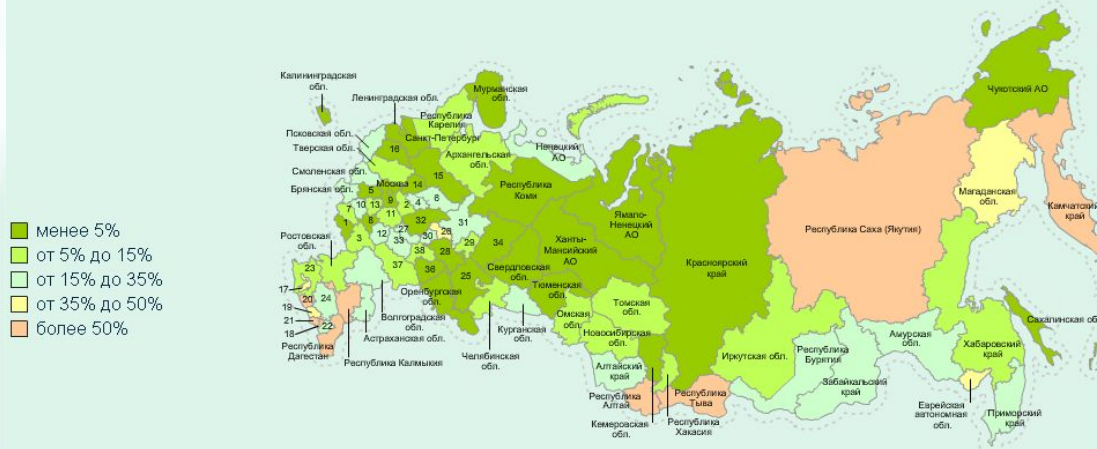 менее 5%
от 5% до 15%
от 15% до 35%
от 35% до 50%
более 50%
Калининградская
обл.
Мурманская
обл.
Ленинградская обл.
Республика
Карелия
Санкт-Петербург
Псковская обл.
Тверская обл.
Смоленская обл.
Брянская обл.
Москва
Архангельская
обл.
Ненецкий
АО
Республика
Коми
Ямало-
Ненецкий
АО
Ханты-
Мансийский
АО
Красноярский
край
Республика Саха (Якутия)
Чукотский АО
Магаданская
обл.
Камчатский
край
Сахалинская об
Хабаровский
край
Амурская
обл.
Еврейская
автономная
обл.
Приморский
край
Забайкальский
край
Республика
Бурятия
Иркутская обл.
Республика
Тыва
Республика
Хакасия
Кемеровская
обл.
Республика
Алтай
Алтайский
край
Новосибирская
обл.
Томская
обл.
Омская
обл.
Тюменская
обл.
Свердловская
обл.
Курганская
обл.
Челябинская
обл.
Оренбургская
обл.
Волгоградская
обл.
Астраханская обл.
Республика Калмыкия
Республика
Дагестан
Ростовская
обл.
16
15
14
5
10
13
9
2
4
6
7
1
8
11
3
12
27
33
32
30
26
31
28
29
38
37
36
25
34
23
17
20
24
19
21
18
22